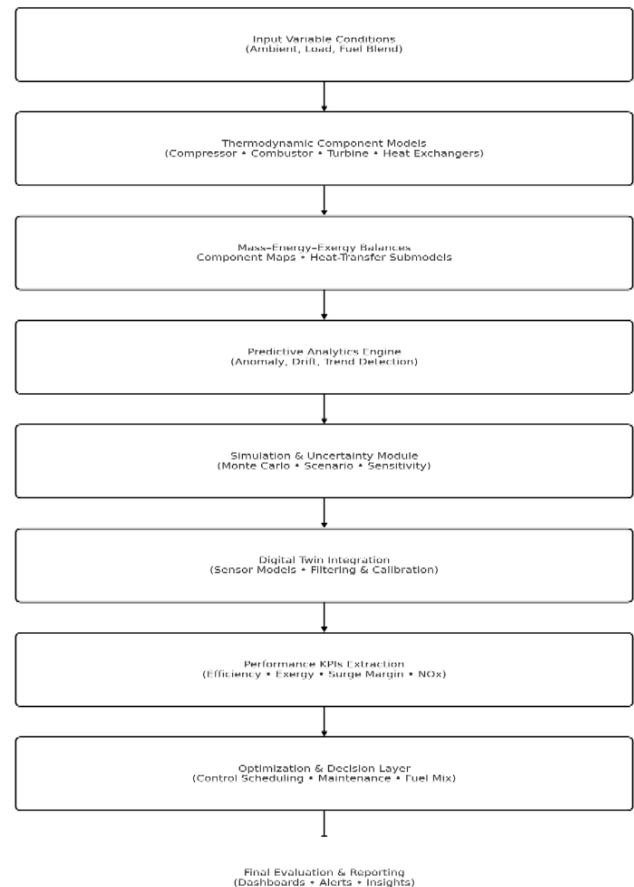 Input Variable Conditions
(Ambient, Load, Fuel Blend)
Thermodynamic Component Models
(Compressor • Combustor • Turbine • Heat Exchangers)
Mass–Energy–Exergy Balances
Component Maps • Heat-Transfer Submodels
Predictive Analytics Engine
(Anomaly, Drift, Trend Detection)
Simulation & Uncertainty Module
(Monte Carlo • Scenario • Sensitivity)
Digital Twin Integration
(Sensor Models • Filtering & Calibration)
Performance KPIs Extraction
(Efficiency • Exergy • Surge Margin • NOx)
Optimization & Decision Layer
(Control Scheduling • Maintenance • Fuel Mix)
Final Evaluation & Reporting
(Dashboards • Alerts • Insights)